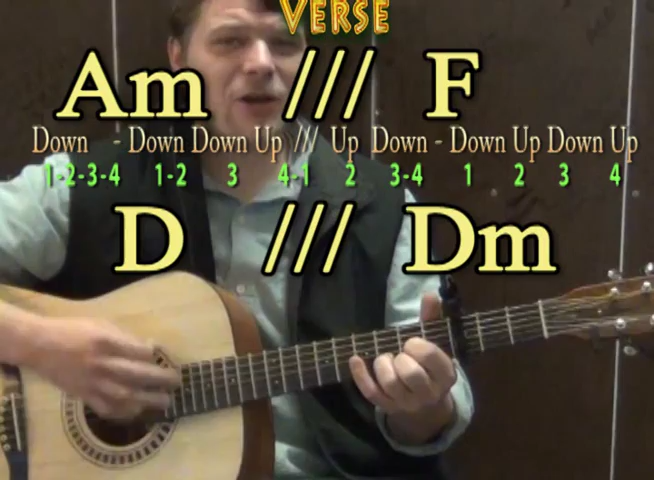 VERSE
Am /// F
Down - Down Down Up /// Up Down - Down Up Down Up
1-2-3-4 1-2 3 4-1 2 3-4 1 2 3 4
D /// Dm